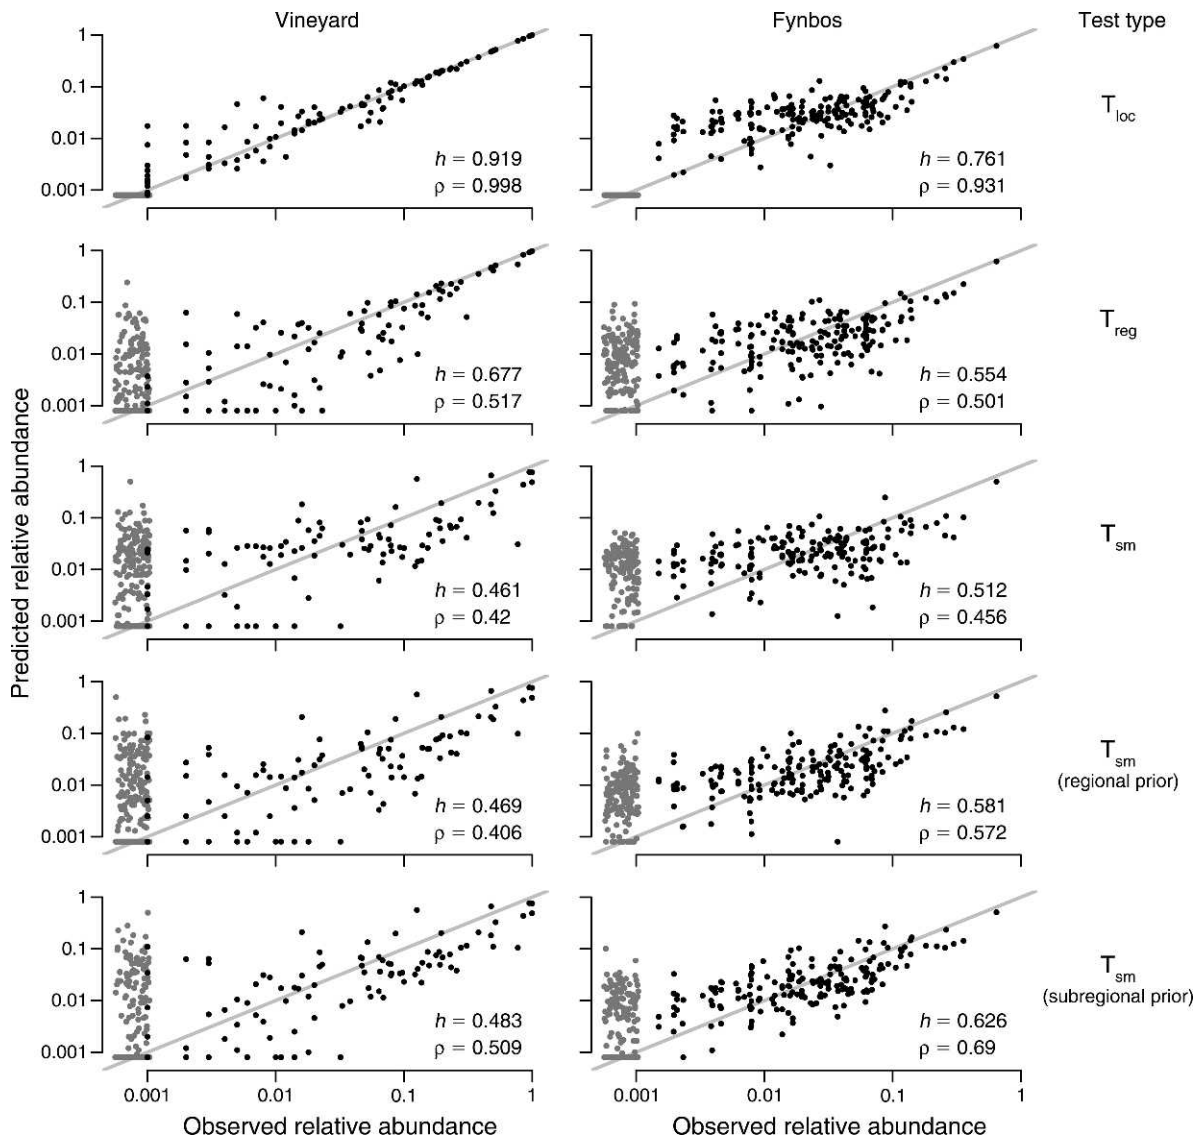 Vineyard Fynbos Test type
1 0.1 0.01 0.001
h = 0.919
ρ = 0.998
h = 0.761
ρ = 0.931
T loc
1 0.1 0.01 0.001
h = 0.677
ρ = 0.517
h = 0.554
ρ = 0.501
T reg
Predicted relative abundance
1 0.1 0.01 0.001
h = 0.461
ρ = 0.42
h = 0.512
ρ = 0.456
T sm
1 0.1 0.01 0.001
h = 0.469
ρ = 0.406
h = 0.581
ρ = 0.572
T sm
(regional prior)
1 0.1 0.01 0.001
h = 0.483
ρ = 0.509
h = 0.626
ρ = 0.69
T sm
(subregional prior)
0.001 0.01 0.1 1 0.001 0.01 0.1 1
Observed relative abundance Observed relative abundance